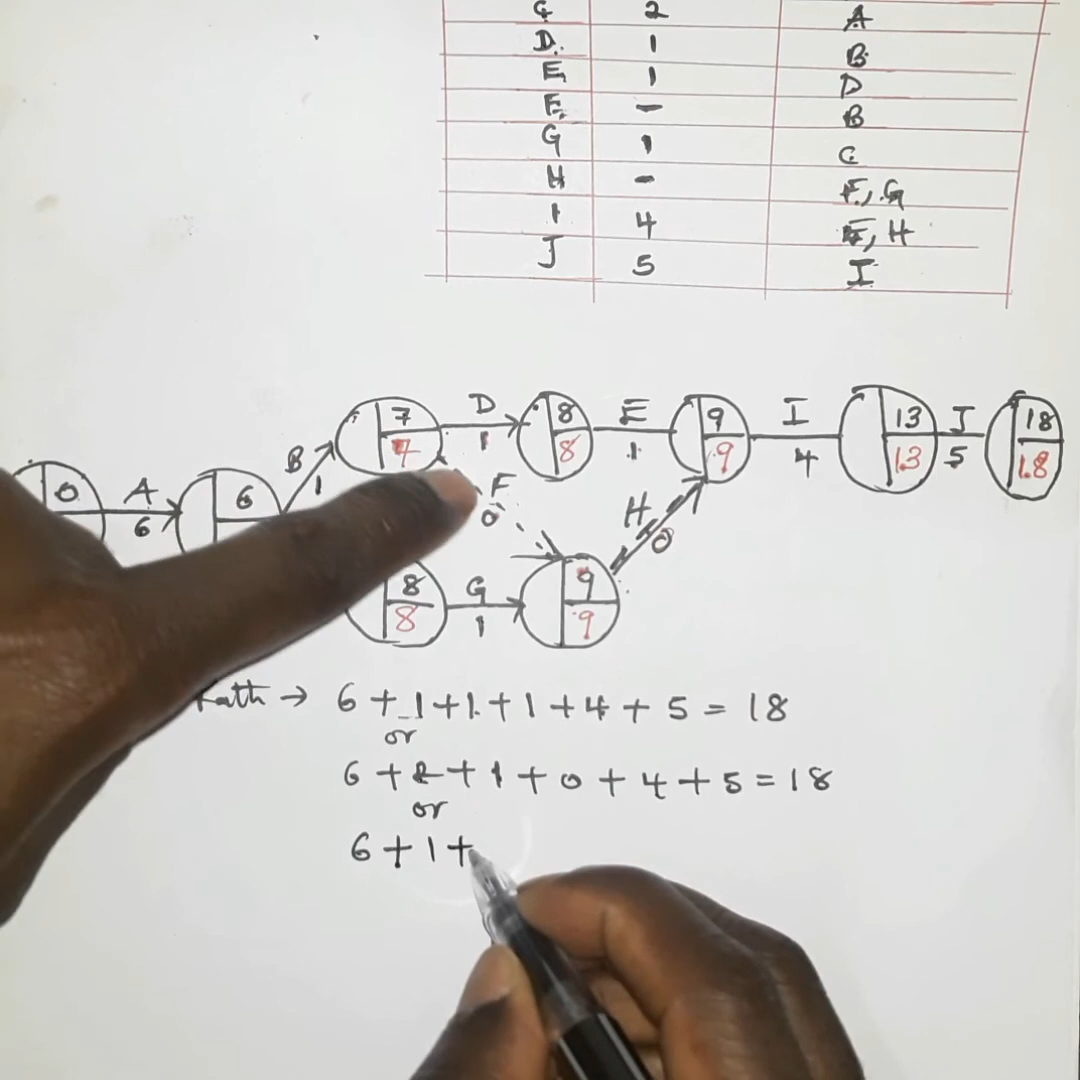 C 2 A
D 1 B
E 1 D
F - B
G 1 C
H - F, G
I 4 E, H
J 5 I
7 D 8 E 9 I 13 J 18
7 1 8 1 9 4 13 5 18
B
1
F
0
0 A 6
6
H
0
8 G 9
8 1 9
Path → 6 + 1 + 1 + 1 + 4 + 5 = 18
or
6 + 2 + 1 + 0 + 4 + 5 = 18
or
6 + 1 +